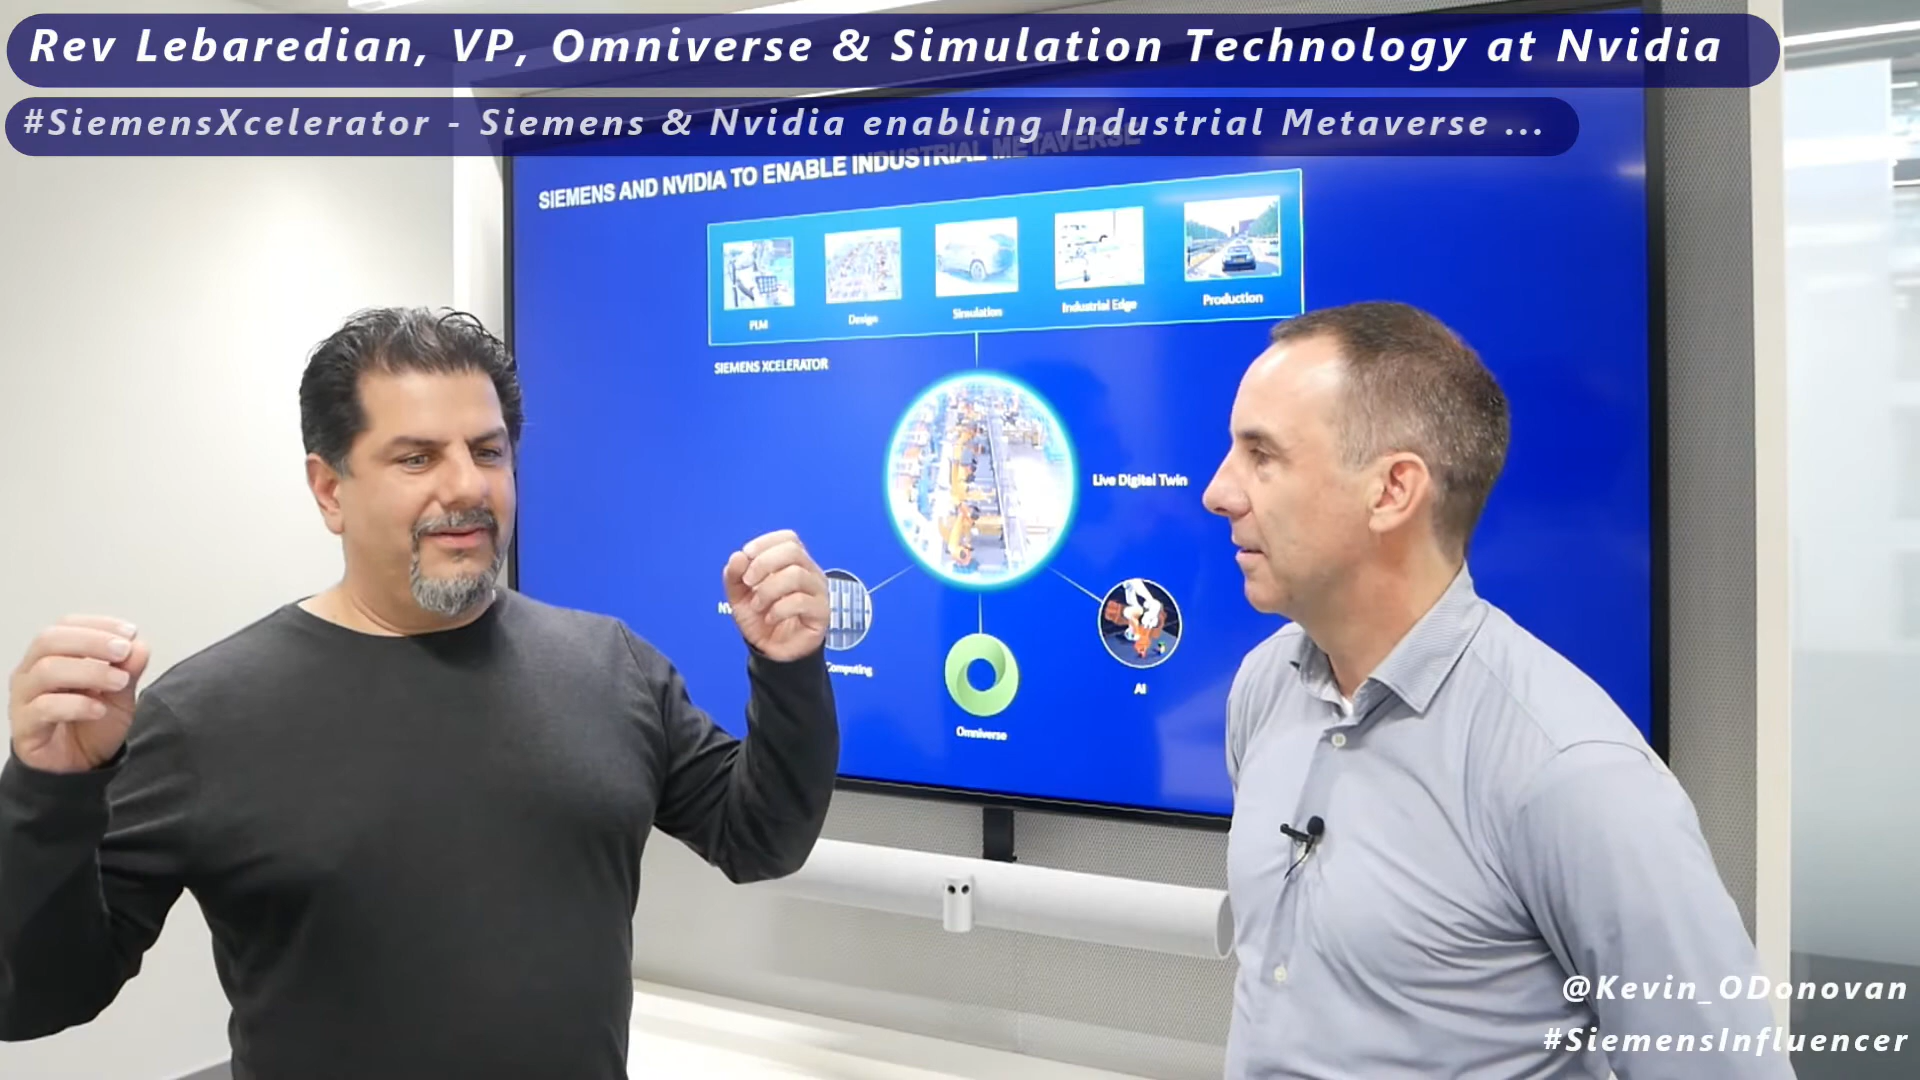 Rev Lebaredian, VP, Omniverse & Simulation Technology at Nvidia
#SiemensXcelerator - Siemens & Nvidia enabling Industrial Metaverse ...
SIEMENS AND NVIDIA TO ENABLE INDUSTRIAL METAVERSE
PLM
Design
Simulation
Industrial Edge
Production
SIEMENS XCELERATOR
Live Digital Twin
Computing
AI
Omniverse
@Kevin_ODonovan
#SiemensInfluencer